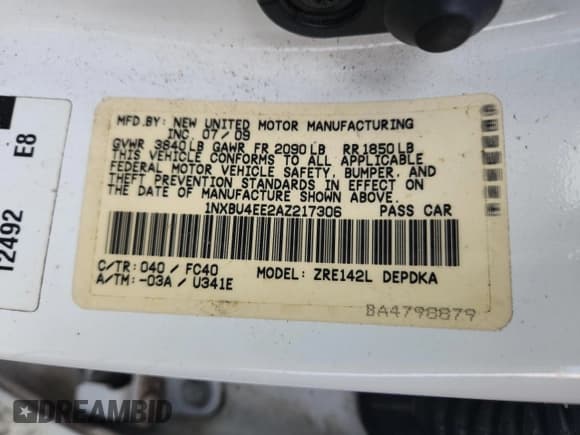 MFD.BY: NEW UNITED MOTOR MANUFACTURING
INC. 07/09
GVWR 3640LB GAWR FR 2090LB RR1850LB
THIS VEHICLE CONFORMS TO ALL APPLICABLE
FEDERAL MOTOR VEHICLE SAFETY, BUMPER, AND
THEFT PREVENTION STANDARDS IN EFFECT ON
THE DATE OF MANUFACTURE SHOWN ABOVE.
1NXBU4EE2AZ217306 PASS CAR
C/TR: 040 / FC40 MODEL: ZRE142L DEPDKA
A/TM: -03A / U341E
BA4798879
12492 E8
DREAMBID